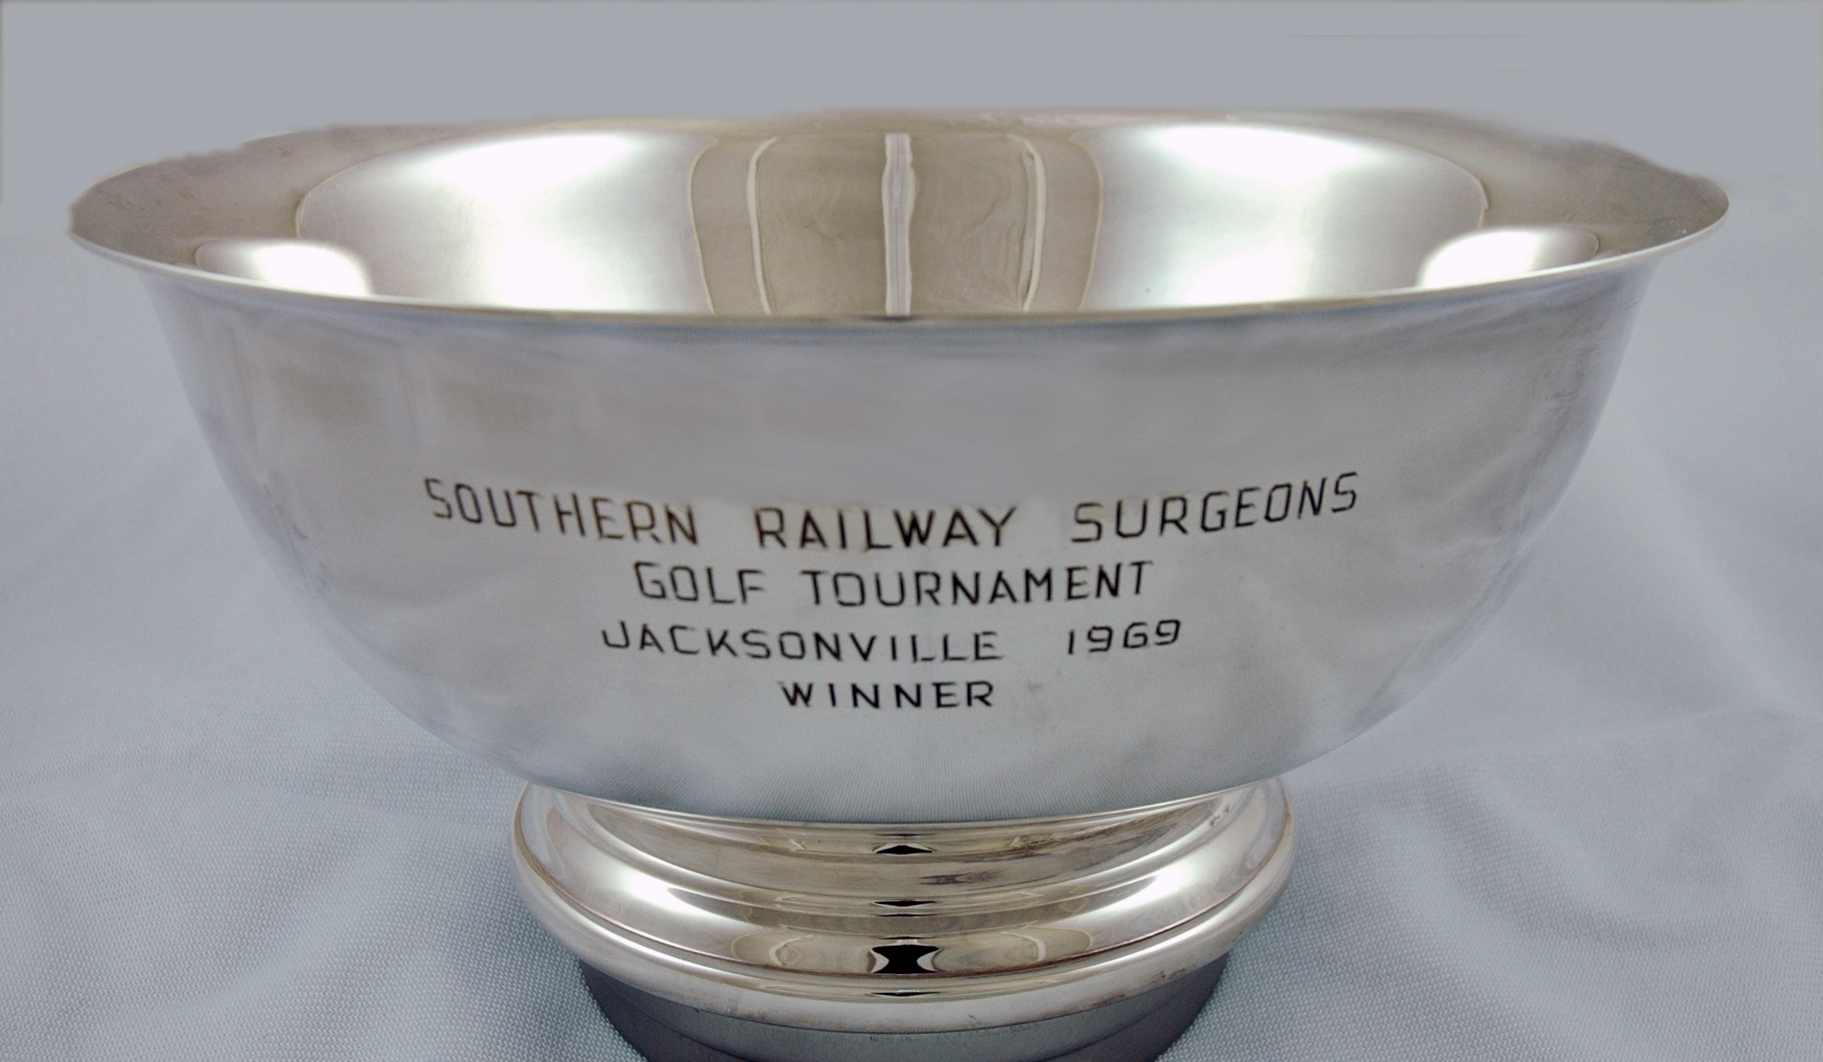 SOUTHERN RAILWAY SURGEONS
GOLF TOURNAMENT
JACKSONVILLE 1969
WINNER